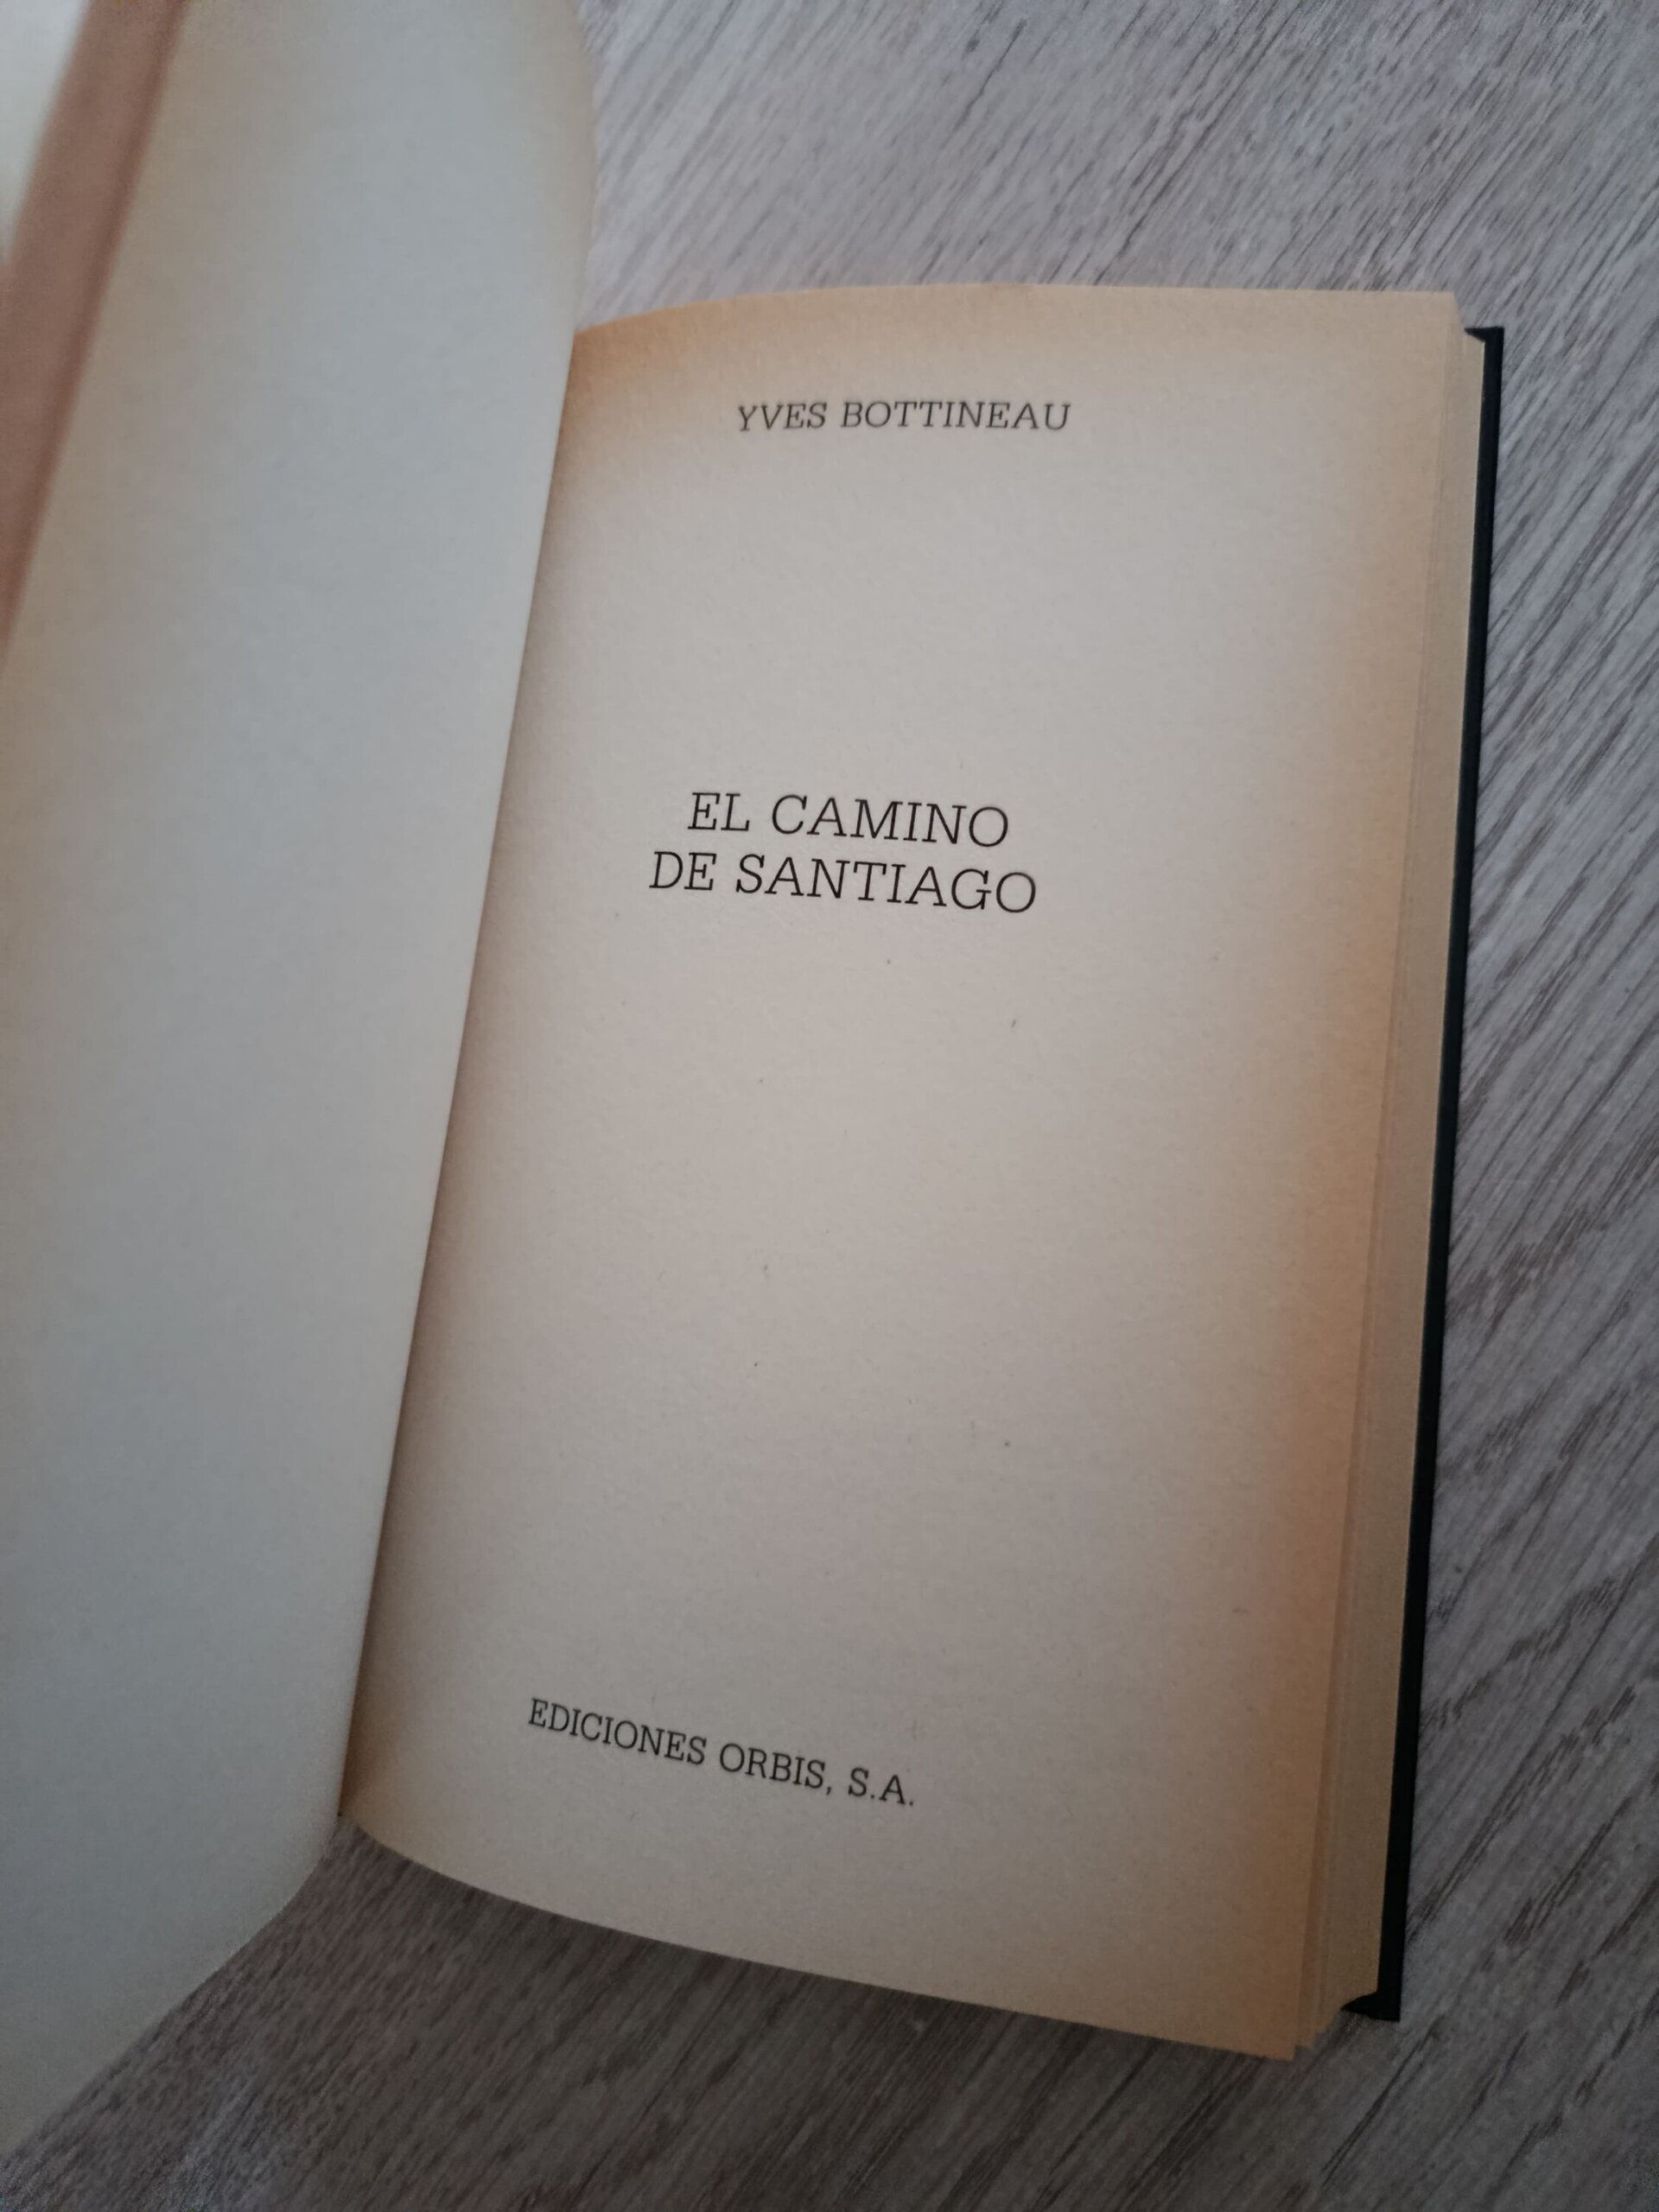 YVES BOTTINEAU
EL CAMINO
DE SANTIAGO
EDICIONES ORBIS, S.A.